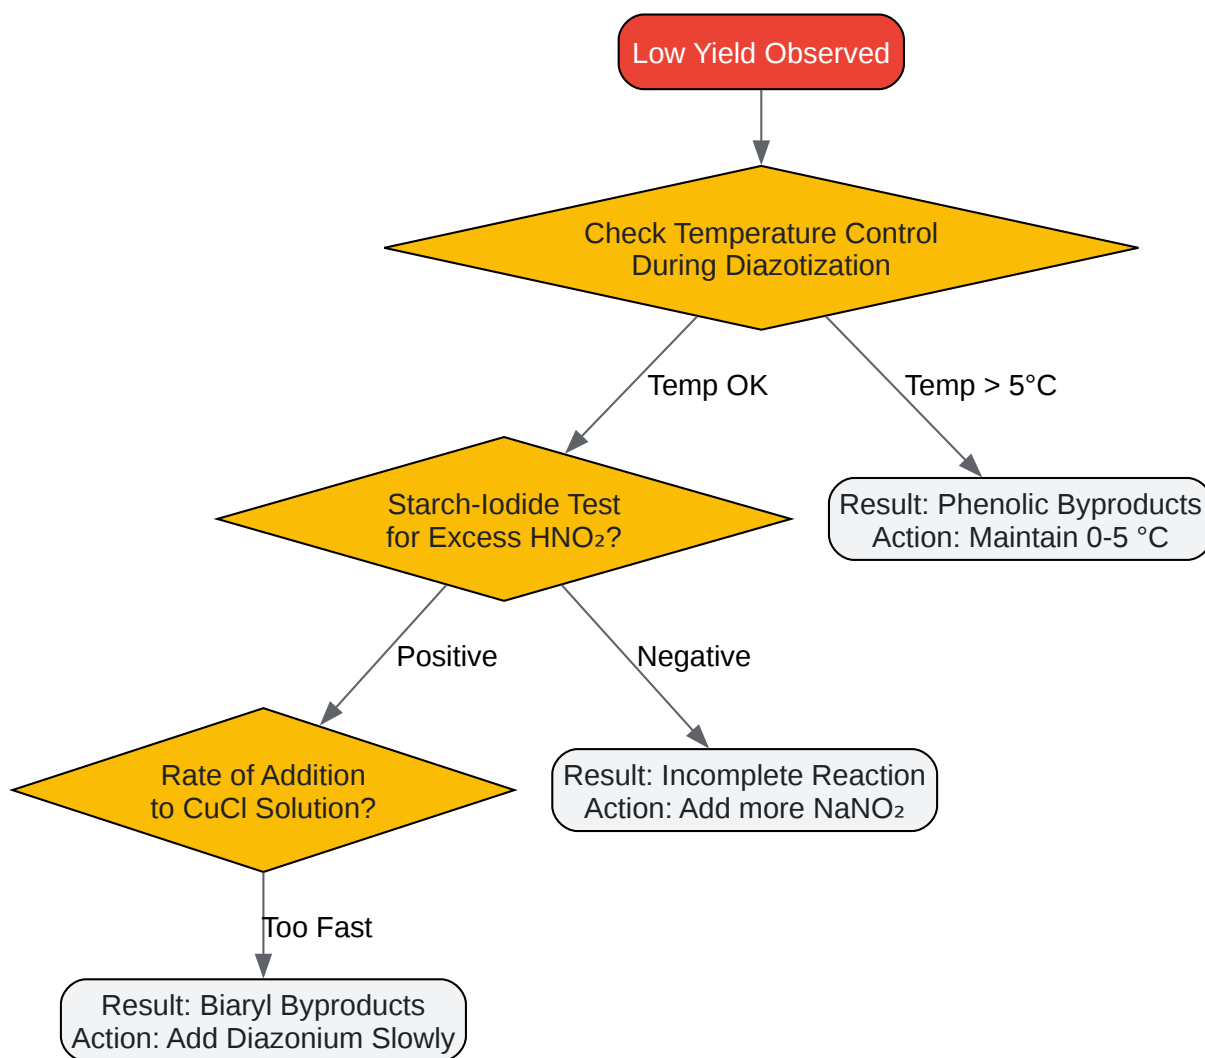 Low Yield Observed
Check Temperature Control
During Diazotization
Temp OK
Temp > 5°C
Starch-Iodide Test
for Excess HNO₂?
Result: Phenolic Byproducts
Action: Maintain 0-5 °C
Positive
Negative
Rate of Addition
to CuCl Solution?
Result: Incomplete Reaction
Action: Add more NaNO₂
Too Fast
Result: Biaryl Byproducts
Action: Add Diazonium Slowly